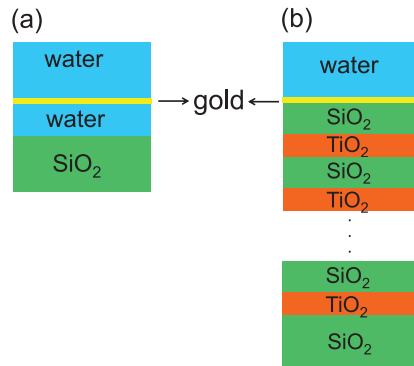 (a)
water
water
SiO₂
gold
(b)
water
SiO₂
TiO₂
SiO₂
TiO₂
.
.
.
SiO₂
TiO₂
SiO₂